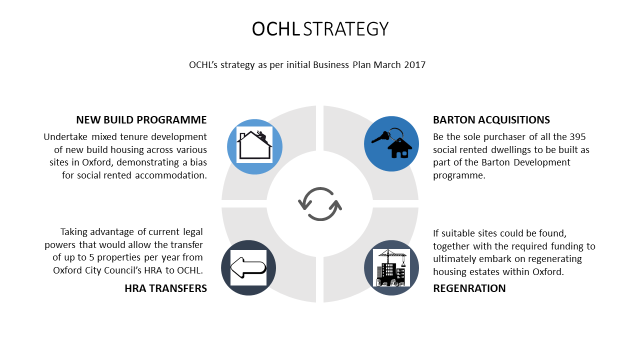 OCHL STRATEGY
OCHL's strategy as per initial Business Plan March 2017
NEW BUILD PROGRAMME
Undertake mixed tenure development
of new build housing across various
sites in Oxford, demonstrating a bias
for social rented accommodation.
BARTON ACQUISITIONS
Be the sole purchaser of all the 395
social rented dwellings to be built as
part of the Barton Development
programme.
Taking advantage of current legal
powers that would allow the transfer
of up to 5 properties per year from
Oxford City Council's HRA to OCHL.
HRA TRANSFERS
If suitable sites could be found,
together with the required funding to
ultimately embark on regenerating
housing estates within Oxford.
REGENRATION